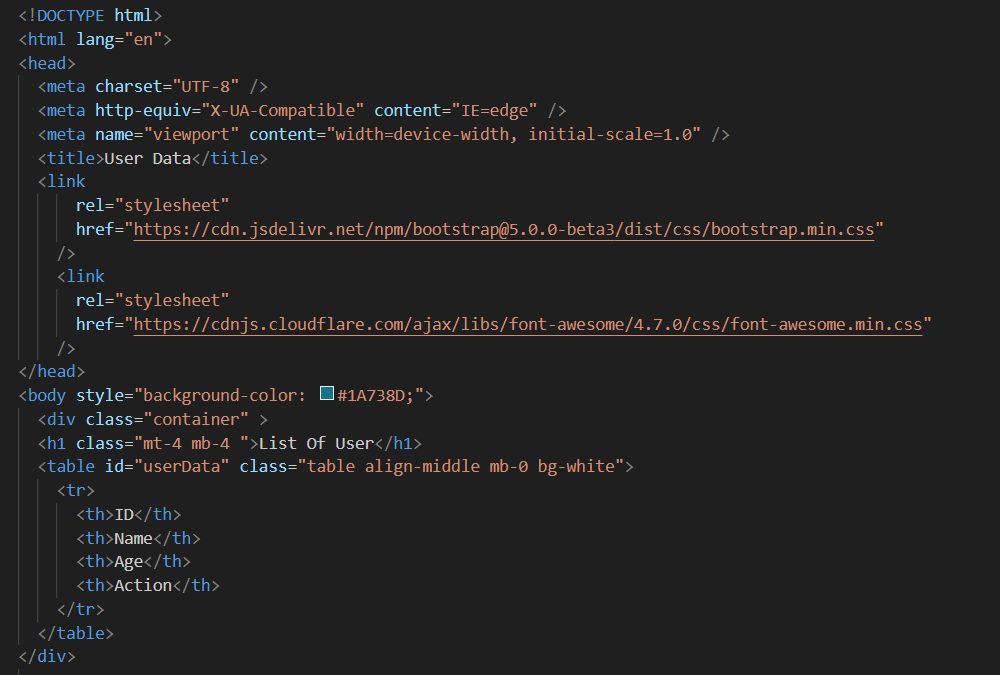 <!DOCTYPE html>
<html lang="en">
<head>
<meta charset="UTF-8" />
<meta http-equiv="X-UA-Compatible" content="IE=edge" />
<meta name="viewport" content="width=device-width, initial-scale=1.0" />
<title>User Data</title>
<link
rel="stylesheet"
href="https://cdn.jsdelivr.net/npm/bootstrap@5.0.0-beta3/dist/css/bootstrap.min.css"
/>
<link
rel="stylesheet"
href="https://cdnjs.cloudflare.com/ajax/libs/font-awesome/4.7.0/css/font-awesome.min.css"
/>
</head>
<body style="background-color: #1A738D;">
<div class="container" >
<h1 class="mt-4 mb-4 ">List Of User</h1>
<table id="userData" class="table align-middle mb-0 bg-white">
<tr>
<th>ID</th>
<th>Name</th>
<th>Age</th>
<th>Action</th>
</tr>
</table>
</div>